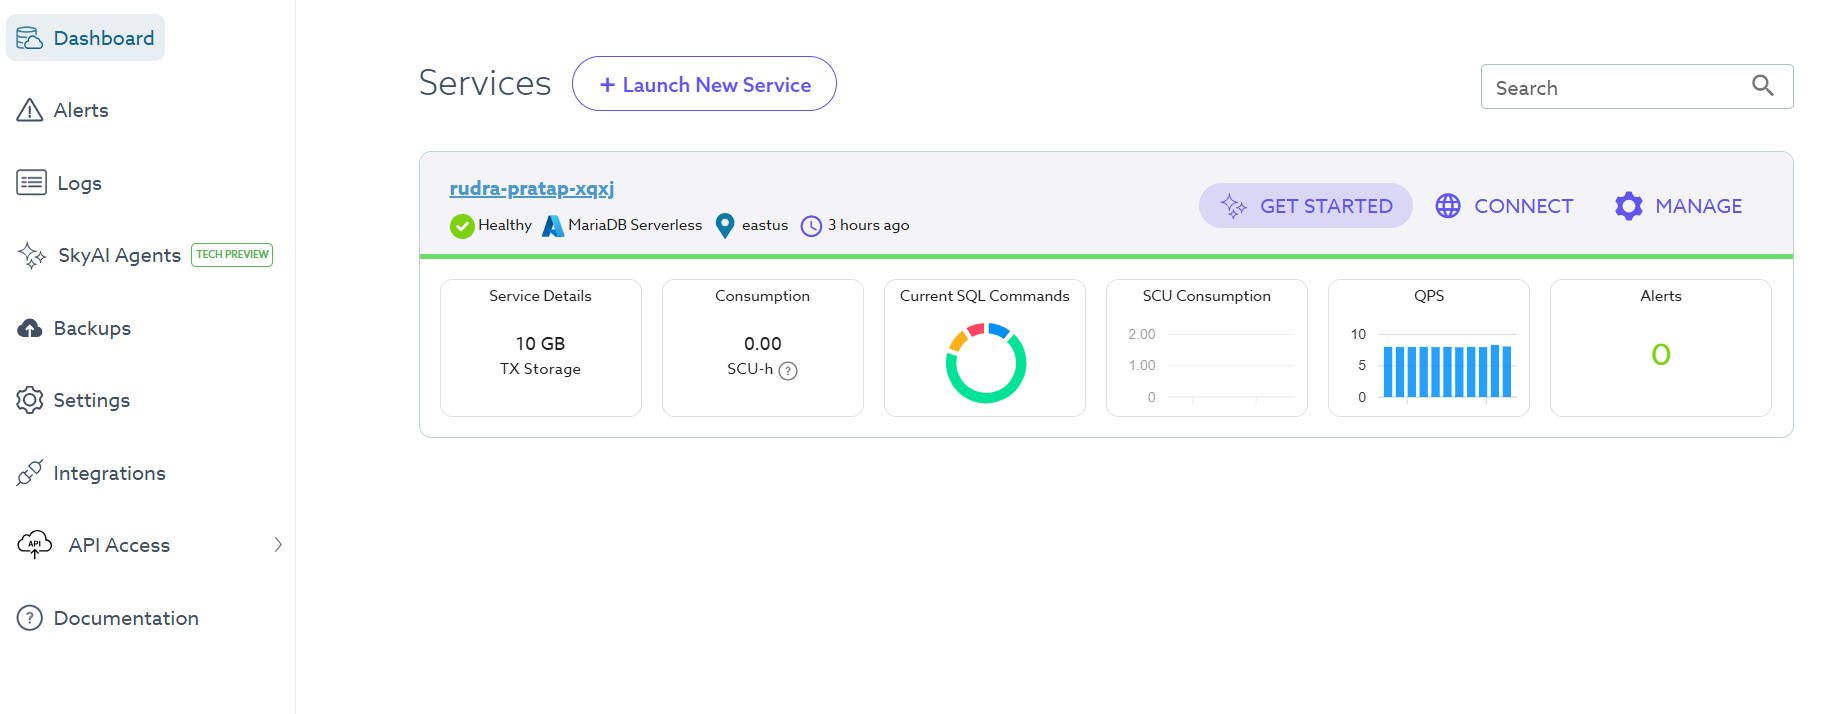 Dashboard
Alerts
Logs
SkyAI Agents TECH PREVIEW
Backups
Settings
Integrations
API API Access
? Documentation
Services + Launch New Service
Search
rudra-pratap-xqxj
Healthy MariaDB Serverless eastus 3 hours ago
GET STARTED CONNECT MANAGE
Service Details
10 GB
TX Storage
Consumption
0.00
SCU-h ?
Current SQL Commands
SCU Consumption
2.00
1.00
0
QPS
10
5
0
Alerts
0